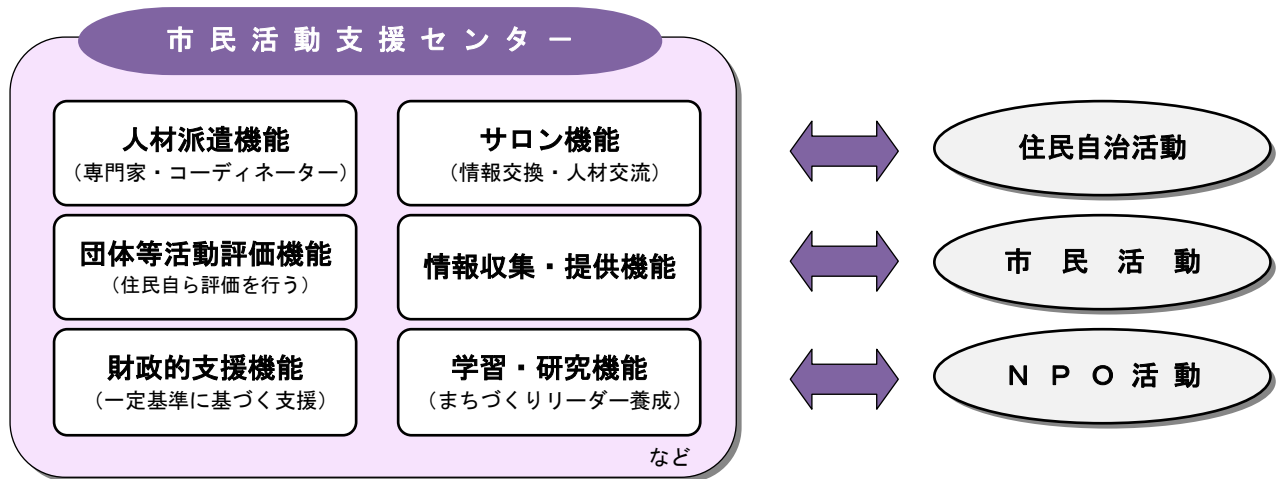 市民活動支援センター
人材派遣機能
（専門家・コーディネーター）
サロン機能
（情報交換・人材交流）
団体等活動評価機能
（住民自ら評価を行う）
情報収集・提供機能
財政的支援機能
（一定基準に基づく支援）
学習・研究機能
（まちづくりリーダー養成）
など
住民自治活動
市民活動
ＮＰＯ活動